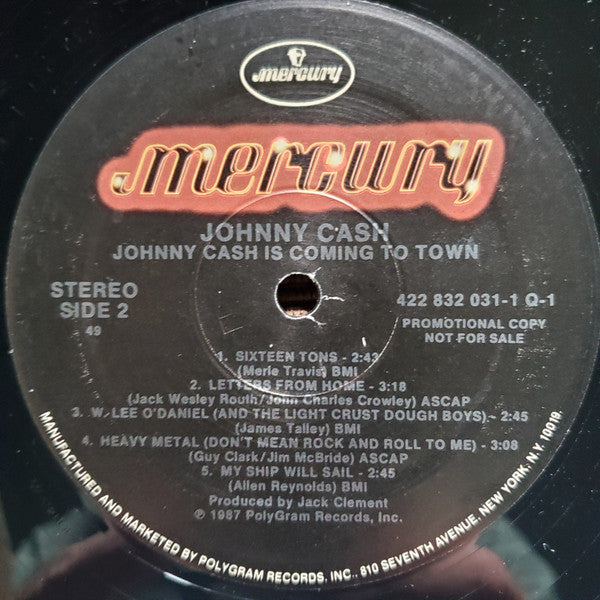 mercury
mercury
JOHNNY CASH
JOHNNY CASH IS COMING TO TOWN
STEREO
SIDE 2
49
422 832 031-1 Q-1
PROMOTIONAL COPY
NOT FOR SALE
1. SIXTEEN TONS - 2:43
(Merle Travis) BMI
2. LETTERS FROM HOME - 3:18
(Jack Wesley Routh/John Charles Crowley) ASCAP
3. W. LEE O'DANIEL (AND THE LIGHT CRUST DOUGH BOYS) - 2:45
(James Talley) BMI
4. HEAVY METAL (DON'T MEAN ROCK AND ROLL TO ME) - 3:08
(Guy Clark/Jim McBride) ASCAP
5. MY SHIP WILL SAIL - 2:45
(Allen Reynolds) BMI
Produced by Jack Clement
℗ 1987 PolyGram Records, Inc.
MANUFACTURED AND MARKETED BY POLYGRAM RECORDS, INC., 810 SEVENTH AVENUE, NEW YORK, N.Y. 10019.